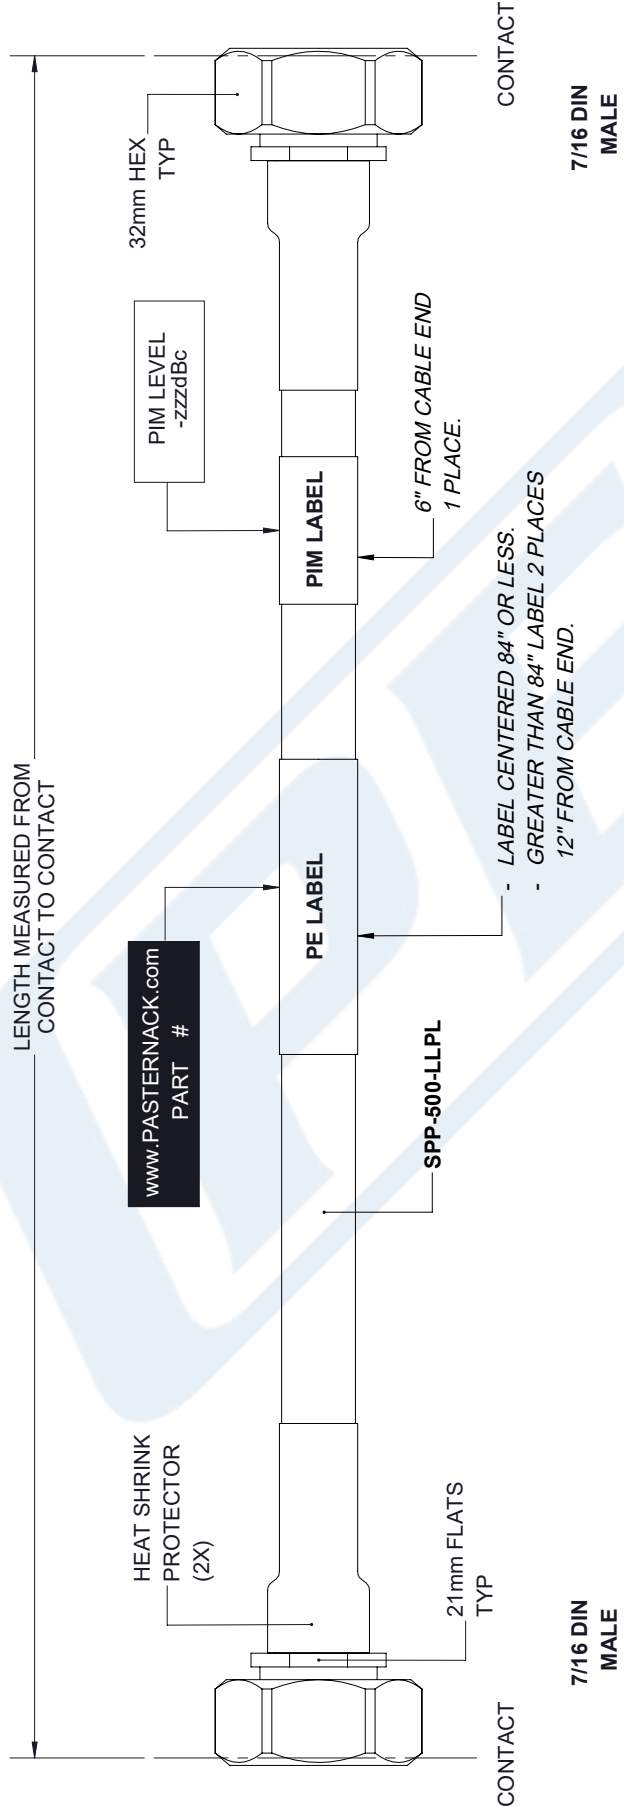 LENGTH MEASURED FROM
CONTACT TO CONTACT
HEAT SHRINK
PROTECTOR
(2X)
www.PASTERNACK.com
PART #
PIM LEVEL
-zzzdBc
32mm HEX
TYP
PE LABEL
PIM LABEL
21mm FLATS
TYP
SPP-500-LLPL
6" FROM CABLE END
1 PLACE.
- LABEL CENTERED 84" OR LESS.
- GREATER THAN 84" LABEL 2 PLACES
12" FROM CABLE END.
CONTACT
CONTACT
7/16 DIN
MALE
7/16 DIN
MALE